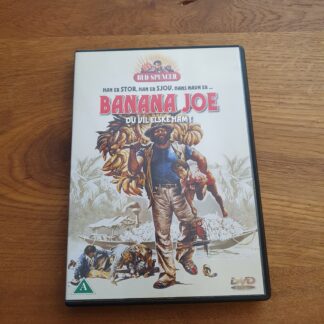 BUD SPENCER
HAN ER STOR, HAN ER SJOV, HANS NAVN ER ...
BANANA JOE
DU VIL ELSKE HAM!
A
DVD